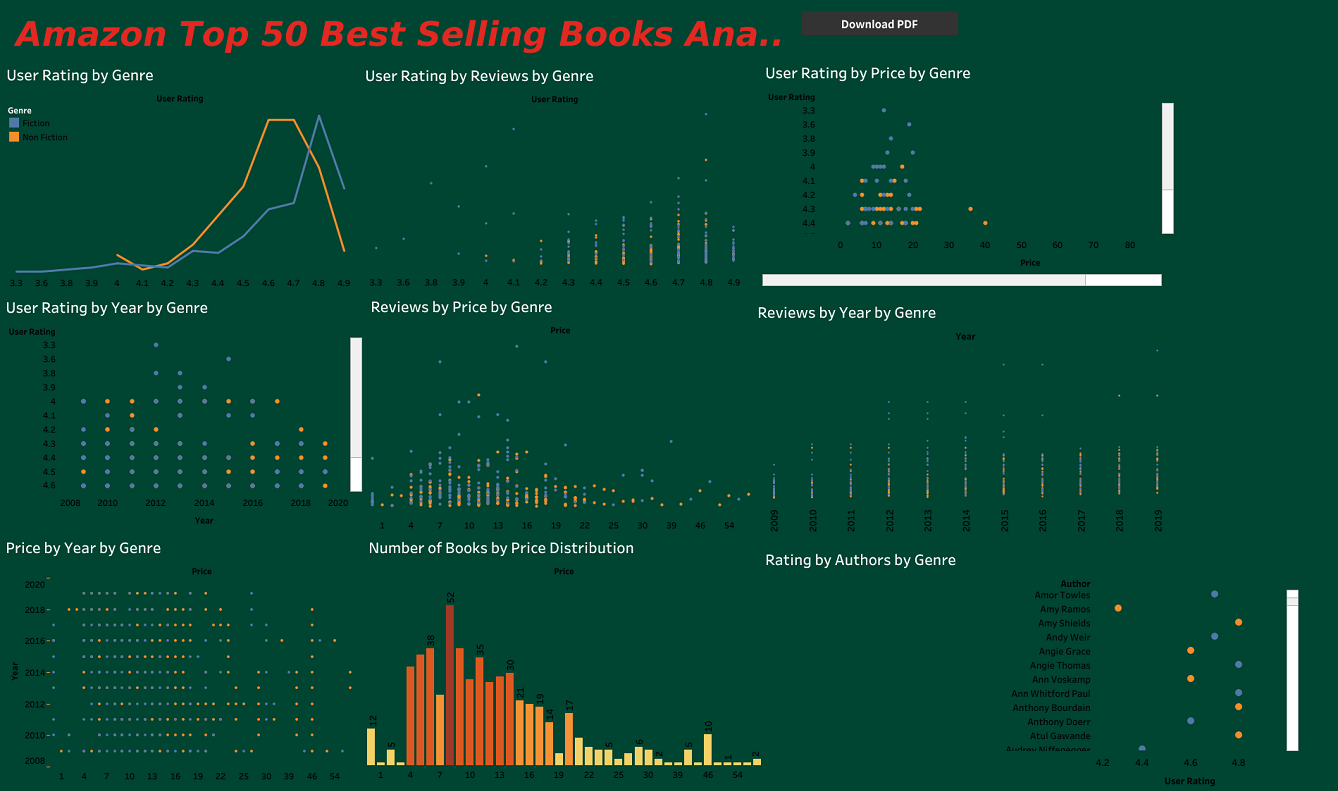 Amazon Top 50 Best Selling Books Ana..
Download PDF
User Rating by Genre
User Rating
Genre
Fiction
Non Fiction
3.3 3.6 3.8 3.9 4 4.1 4.2 4.3 4.4 4.5 4.6 4.7 4.8 4.9
User Rating by Reviews by Genre
User Rating
3.3 3.6 3.8 3.9 4 4.1 4.2 4.3 4.4 4.5 4.6 4.7 4.8 4.9
User Rating by Price by Genre
User Rating
3.3
3.6
3.8
3.9
4
4.1
4.2
4.3
4.4
0 10 20 30 40 50 60 70 80
Price
User Rating by Year by Genre
User Rating
3.3
3.6
3.8
3.9
4
4.1
4.2
4.3
4.4
4.5
4.6
2008 2010 2012 2014 2016 2018 2020
Year
Reviews by Price by Genre
Price
1 4 7 10 13 16 19 22 25 30 39 46 54
Reviews by Year by Genre
Year
2009 2010 2011 2012 2013 2014 2015 2016 2017 2018 2019
Price by Year by Genre
Price
Year
2020
2018
2016
2014
2012
2010
2008
1 4 7 10 13 16 19 22 25 30 39 46 54
Number of Books by Price Distribution
Price
12 5 38 52 35 30 21 19 14 17 5 6 2 5 10 1 2
1 4 7 10 13 16 19 22 25 30 39 46 54
Rating by Authors by Genre
Author
Amor Towles
Amy Ramos
Amy Shields
Andy Weir
Angie Grace
Angie Thomas
Ann Voskamp
Ann Whitford Paul
Anthony Bourdain
Anthony Doerr
Atul Gawande
Audrey Niffenegger
4.2 4.4 4.6 4.8
User Rating